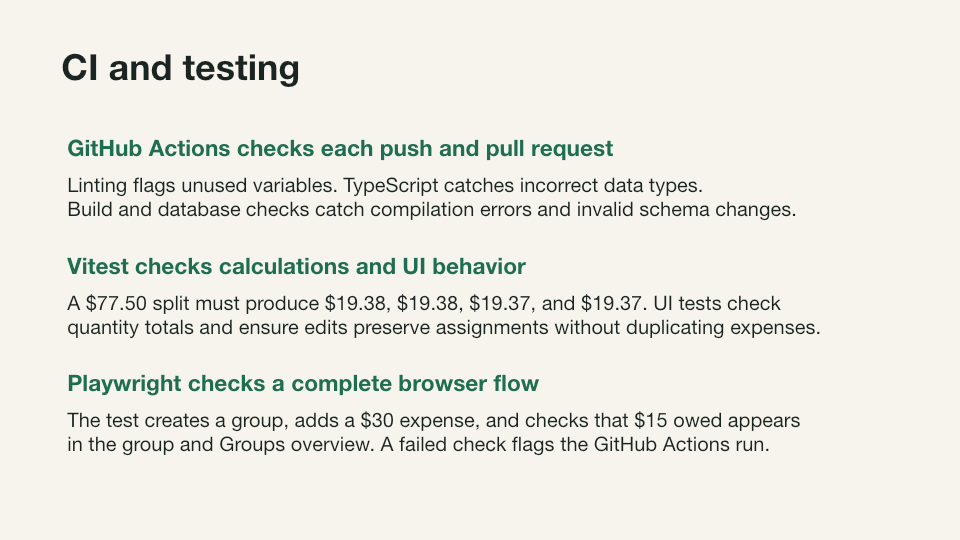 CI and testing
GitHub Actions checks each push and pull request
Linting flags unused variables. TypeScript catches incorrect data types.
Build and database checks catch compilation errors and invalid schema changes.
Vitest checks calculations and UI behavior
A $77.50 split must produce $19.38, $19.38, $19.37, and $19.37. UI tests check
quantity totals and ensure edits preserve assignments without duplicating expenses.
Playwright checks a complete browser flow
The test creates a group, adds a $30 expense, and checks that $15 owed appears
in the group and Groups overview. A failed check flags the GitHub Actions run.